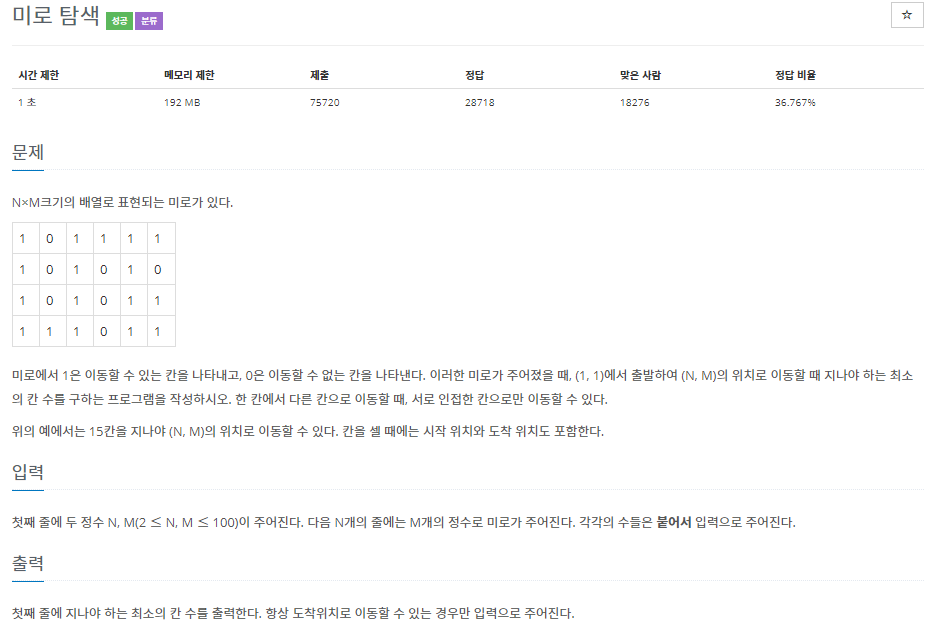 미로 탐색 성공 분류
☆
시간 제한 메모리 제한 제출 정답 맞은 사람 정답 비율
1 초 192 MB 75720 28718 18276 36.767%
문제
N×M크기의 배열로 표현되는 미로가 있다.
1 0 1 1 1 1
1 0 1 0 1 0
1 0 1 0 1 1
1 1 1 0 1 1
미로에서 1은 이동할 수 있는 칸을 나타내고, 0은 이동할 수 없는 칸을 나타낸다. 이러한 미로가 주어졌을 때, (1, 1)에서 출발하여 (N, M)의 위치로 이동할 때 지나야 하는 최소
의 칸 수를 구하는 프로그램을 작성하시오. 한 칸에서 다른 칸으로 이동할 때, 서로 인접한 칸으로만 이동할 수 있다.
위의 예에서는 15칸을 지나야 (N, M)의 위치로 이동할 수 있다. 칸을 셀 때에는 시작 위치와 도착 위치도 포함한다.
입력
첫째 줄에 두 정수 N, M(2 ≤ N, M ≤ 100)이 주어진다. 다음 N개의 줄에는 M개의 정수로 미로가 주어진다. 각각의 수들은 붙어서 입력으로 주어진다.
출력
첫째 줄에 지나야 하는 최소의 칸 수를 출력한다. 항상 도착위치로 이동할 수 있는 경우만 입력으로 주어진다.